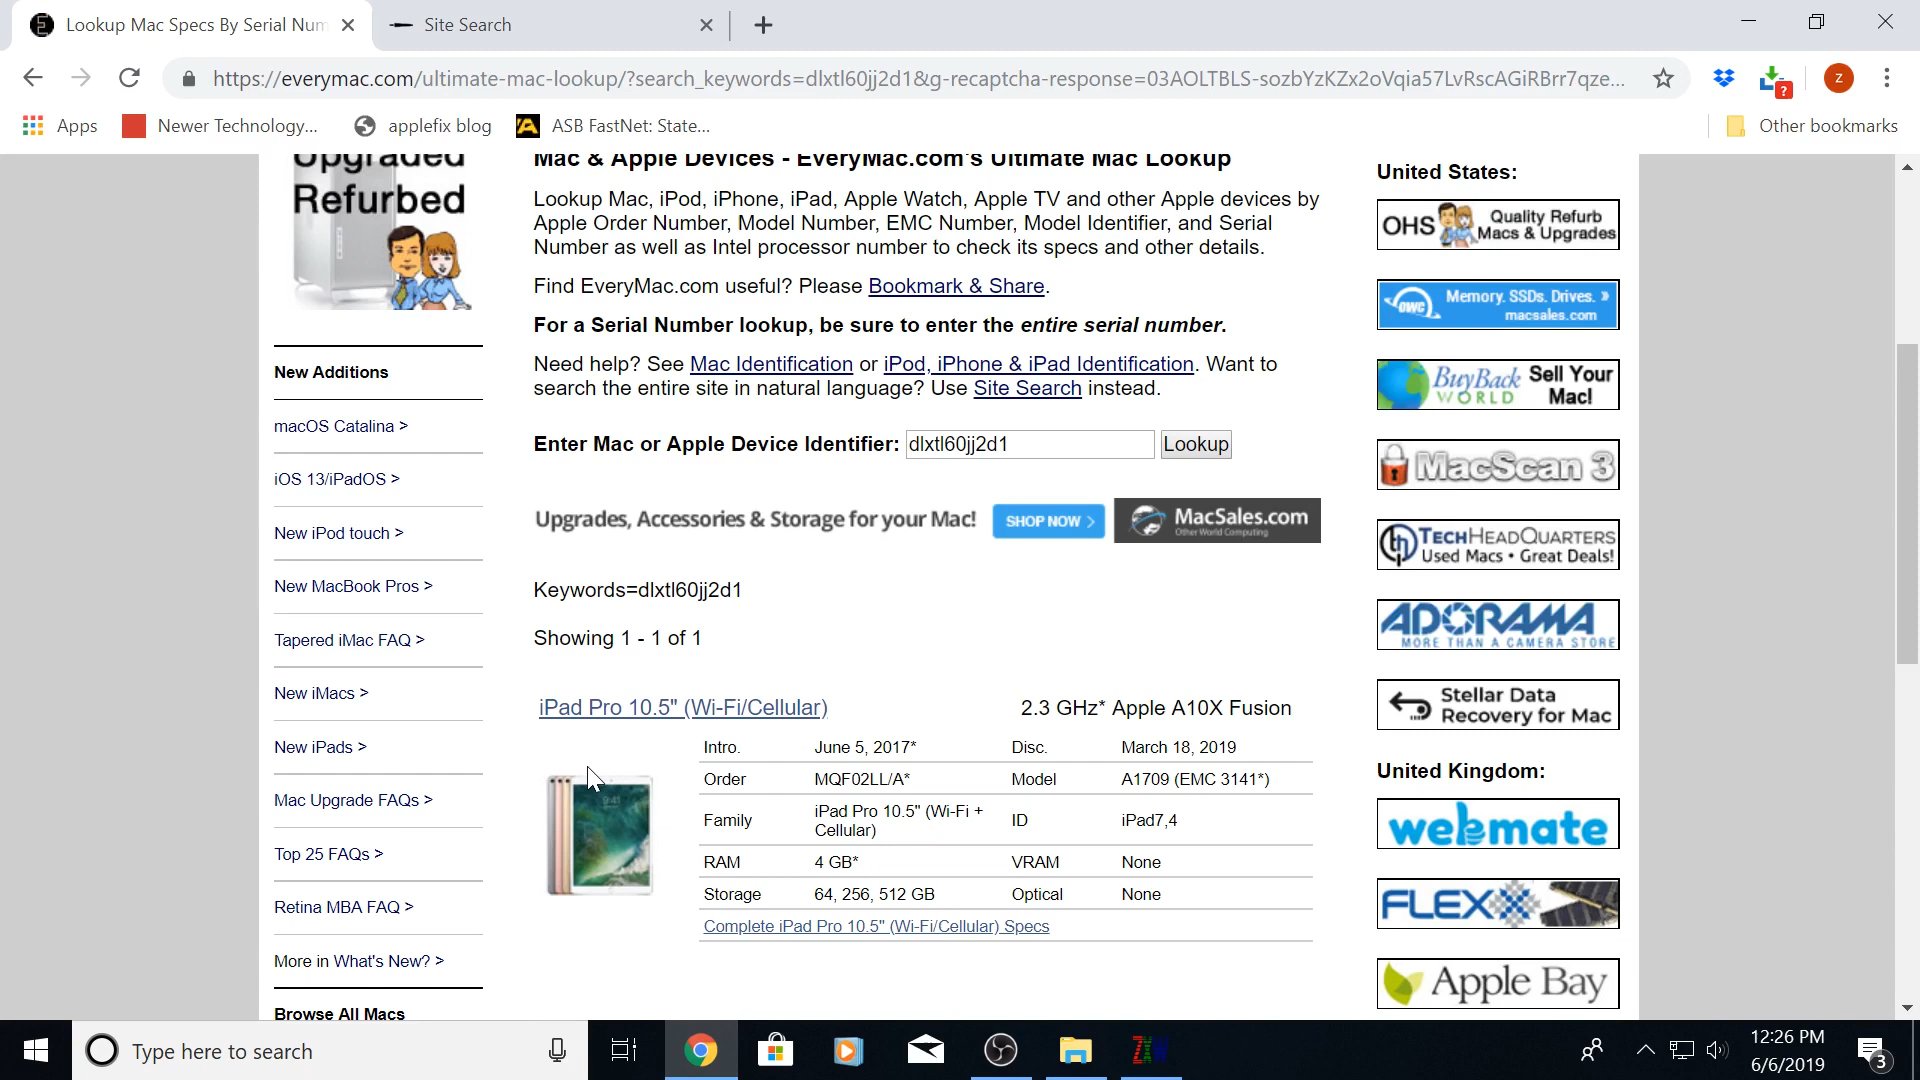 Lookup Mac Specs By Serial Num
Site Search
https://everymac.com/ultimate-mac-lookup/?search_keywords=dlxtl60jj2d1&g-recaptcha-response=03AOLTBLS-sozbYzKZx2oVqia57LvRscAGiRBrr7qze...
?
z
Apps
Newer Technology...
applefix blog
ASB FastNet: State...
Other bookmarks
Upgraded
Refurbed
New Additions
macOS Catalina >
iOS 13/iPadOS >
New iPod touch >
New MacBook Pros >
Tapered iMac FAQ >
New iMacs >
New iPads >
Mac Upgrade FAQs >
Top 25 FAQs >
Retina MBA FAQ >
More in What's New? >
Browse All Macs
Mac & Apple Devices - EveryMac.com's Ultimate Mac Lookup
Lookup Mac, iPod, iPhone, iPad, Apple Watch, Apple TV and other Apple devices by
Apple Order Number, Model Number, EMC Number, Model Identifier, and Serial
Number as well as Intel processor number to check its specs and other details.
Find EveryMac.com useful? Please Bookmark & Share.
For a Serial Number lookup, be sure to enter the entire serial number.
Need help? See Mac Identification or iPod, iPhone & iPad Identification. Want to
search the entire site in natural language? Use Site Search instead.
Enter Mac or Apple Device Identifier: dlxtl60jj2d1 Lookup
Upgrades, Accessories & Storage for your Mac! SHOP NOW > MacSales.com
Other World Computing
Keywords=dlxtl60jj2d1
Showing 1 - 1 of 1
iPad Pro 10.5" (Wi-Fi/Cellular) 2.3 GHz* Apple A10X Fusion
Intro. June 5, 2017* Disc. March 18, 2019
Order MQF02LL/A* Model A1709 (EMC 3141*)
Family iPad Pro 10.5" (Wi-Fi +
Cellular) ID iPad7,4
RAM 4 GB* VRAM None
Storage 64, 256, 512 GB Optical None
Complete iPad Pro 10.5" (Wi-Fi/Cellular) Specs
9:41
United States:
OHS Quality Refurb
Macs & Upgrades
OWC Memory. SSDs. Drives. »
macsales.com
BuyBack
WORLD
Sell Your
Mac!
MacScan 3
TECHHEADQUARTERS
Used Macs • Great Deals!
ADORAMA
MORE THAN A CAMERA STORE
Stellar Data
Recovery for Mac
United Kingdom:
webmate
FLEX
Apple Bay
Type here to search
ZXW
12:26 PM
6/6/2019
3